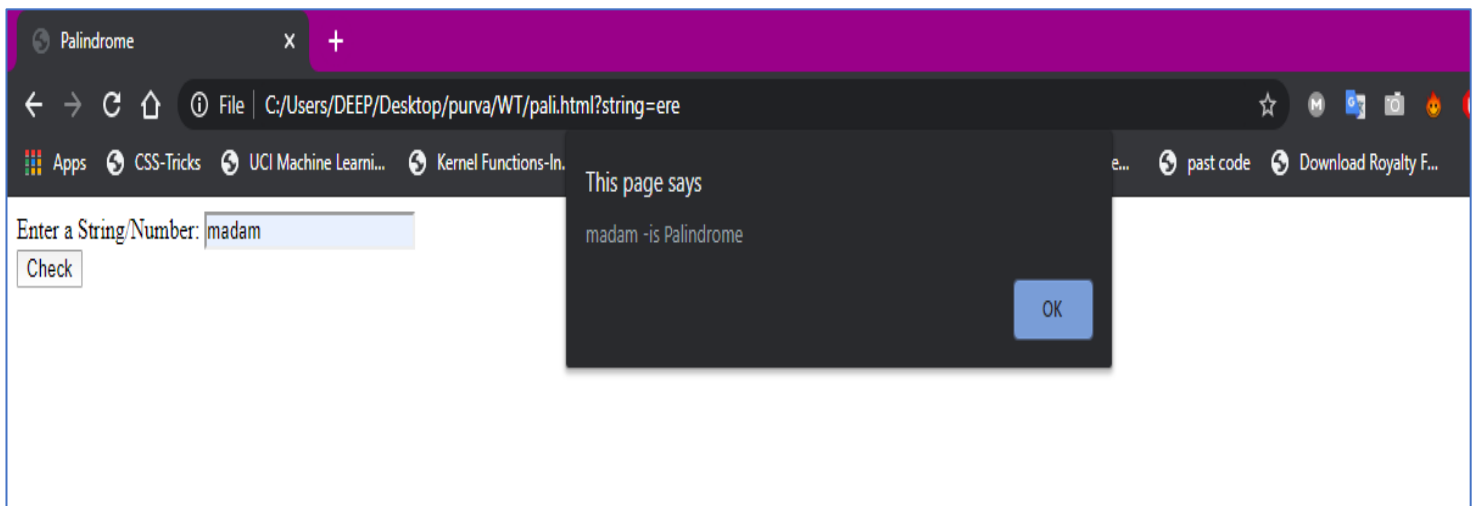 Palindrome × +
File | C:/Users/DEEP/Desktop/purva/WT/pali.html?string=ere
Apps CSS-Tricks UCI Machine Learni... Kernel Functions-In. e... past code Download Royalty F...
This page says
madam -is Palindrome
OK
Enter a String/Number: madam
Check